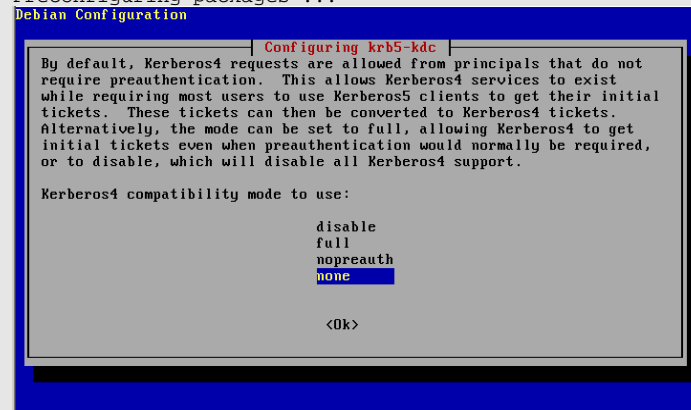 Preconfiguring packages ...
Debian Configuration
Configuring krb5-kdc
By default, Kerberos4 requests are allowed from principals that do not
require preauthentication.  This allows Kerberos4 services to exist
while requiring most users to use Kerberos5 clients to get their initial
tickets.  These tickets can then be converted to Kerberos4 tickets.
Alternatively, the mode can be set to full, allowing Kerberos4 to get
initial tickets even when preauthentication would normally be required,
or to disable, which will disable all Kerberos4 support.
Kerberos4 compatibility mode to use:
disable
full
nopreauth
none
<Ok>